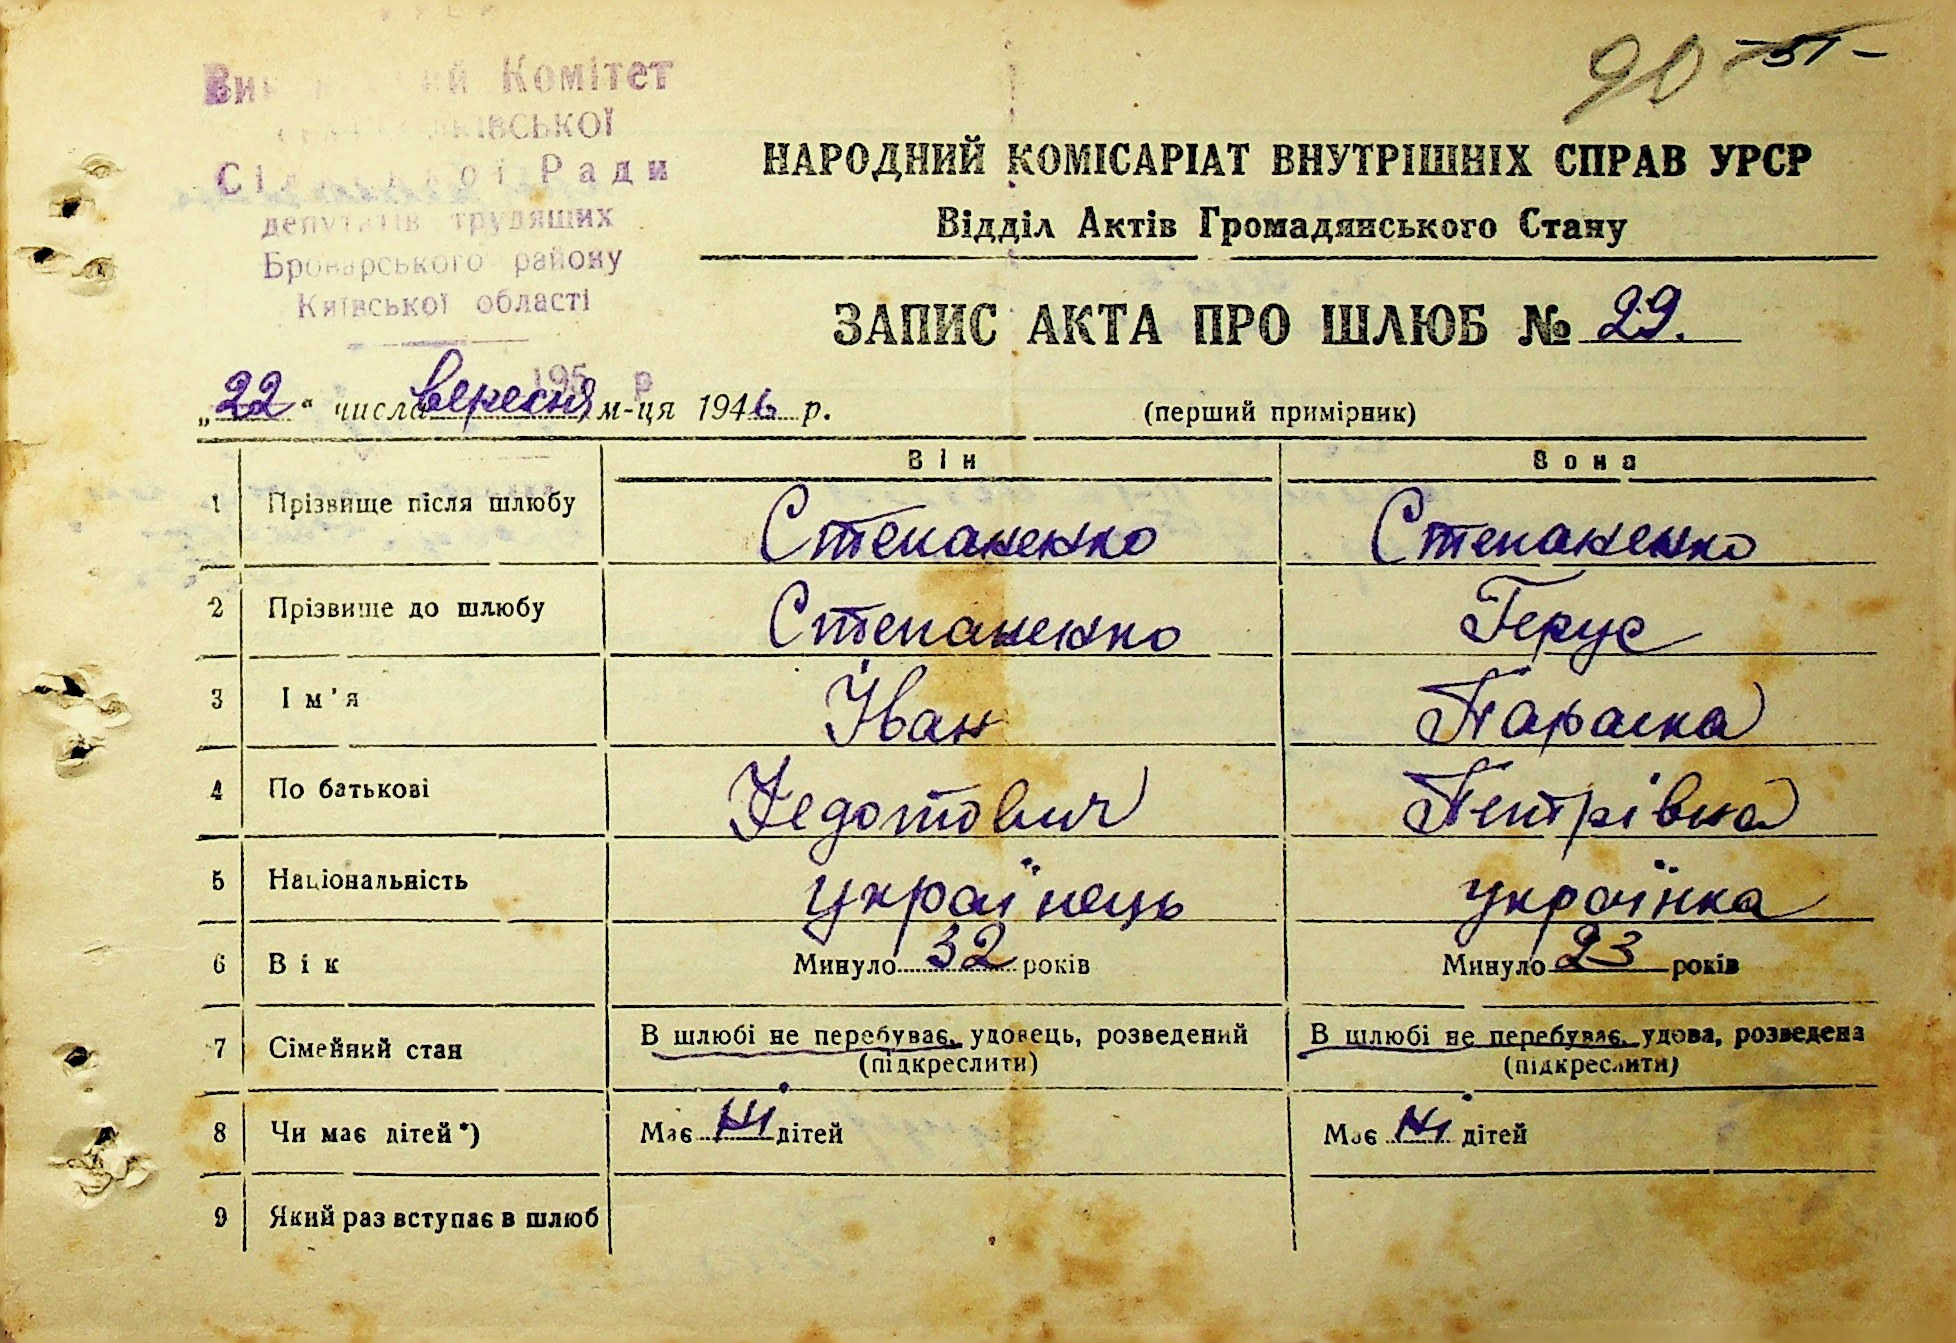 90 -51-
Комітет
Ради
депутатів трудящих
Броварського району
Київської області
195 р
НАРОДНИЙ КОМІСАРІАТ ВНУТРІШНІХ СПРАВ УРСР
Відділ Актів Громадянського Стану
ЗАПИС АКТА ПРО ШЛЮБ № 29.
„22“ числа вересня м-ця 1946 р.
(перший примірник)
Він Вона
1 Прізвище після шлюбу Степаненко Степаненко
2 Прізвище до шлюбу Степаненко Герус
3 Ім'я Іван Параска
4 По батькові Федотович Петрівна
5 Національність українець українка
6 Вік Минуло 32 років Минуло 23 років
7 Сімейний стан В шлюбі не перебуває, удовець, розведений В шлюбі не перебуває, удова, розведена
(підкреслити) (підкреслити)
8 Чи має дітей*) Має ні дітей Має ні дітей
9 Який раз вступає в шлюб